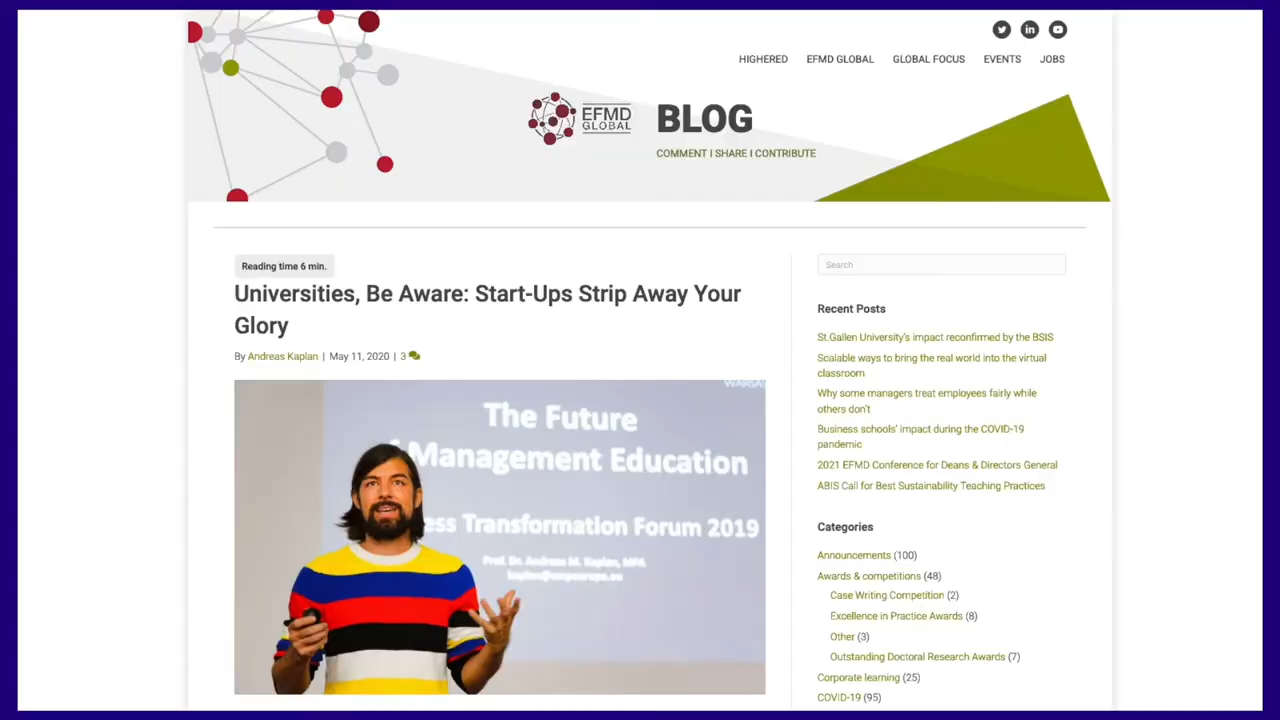 HIGHERED EFMD GLOBAL GLOBAL FOCUS EVENTS JOBS
EFMD
GLOBAL
BLOG
COMMENT I SHARE I CONTRIBUTE
Reading time 6 min.
Universities, Be Aware: Start-Ups Strip Away Your
Glory
By Andreas Kaplan | May 11, 2020 | 3
WARSA
The Future
Management Education
ess Transformation Forum 2019
Prof. Dr. Andreas M. Kaplan, MPA
Search
Recent Posts
St.Gallen University's impact reconfirmed by the BSIS
Scalable ways to bring the real world into the virtual
classroom
Why some managers treat employees fairly while
others don't
Business schools' impact during the COVID-19
pandemic
2021 EFMD Conference for Deans & Directors General
ABIS Call for Best Sustainability Teaching Practices
Categories
Announcements (100)
Awards & competitions (48)
Case Writing Competition (2)
Excellence in Practice Awards (8)
Other (3)
Outstanding Doctoral Research Awards (7)
Corporate learning (25)
COVID-19 (95)